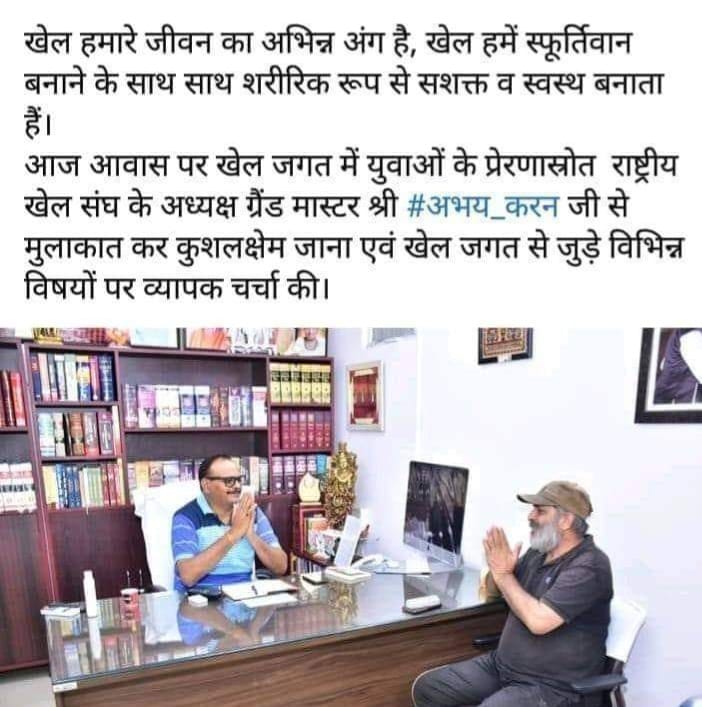 खेल हमारे जीवन का अभिन्न अंग है, खेल हमें स्फूर्तिवान
बनाने के साथ साथ शरीरिक रूप से सशक्त व स्वस्थ बनाता
हैं।
आज आवास पर खेल जगत में युवाओं के प्रेरणास्रोत राष्ट्रीय
खेल संघ के अध्यक्ष ग्रैंड मास्टर श्री #अभय_करन जी से
मुलाकात कर कुशलक्षेम जाना एवं खेल जगत से जुड़े विभिन्न
विषयों पर व्यापक चर्चा की।